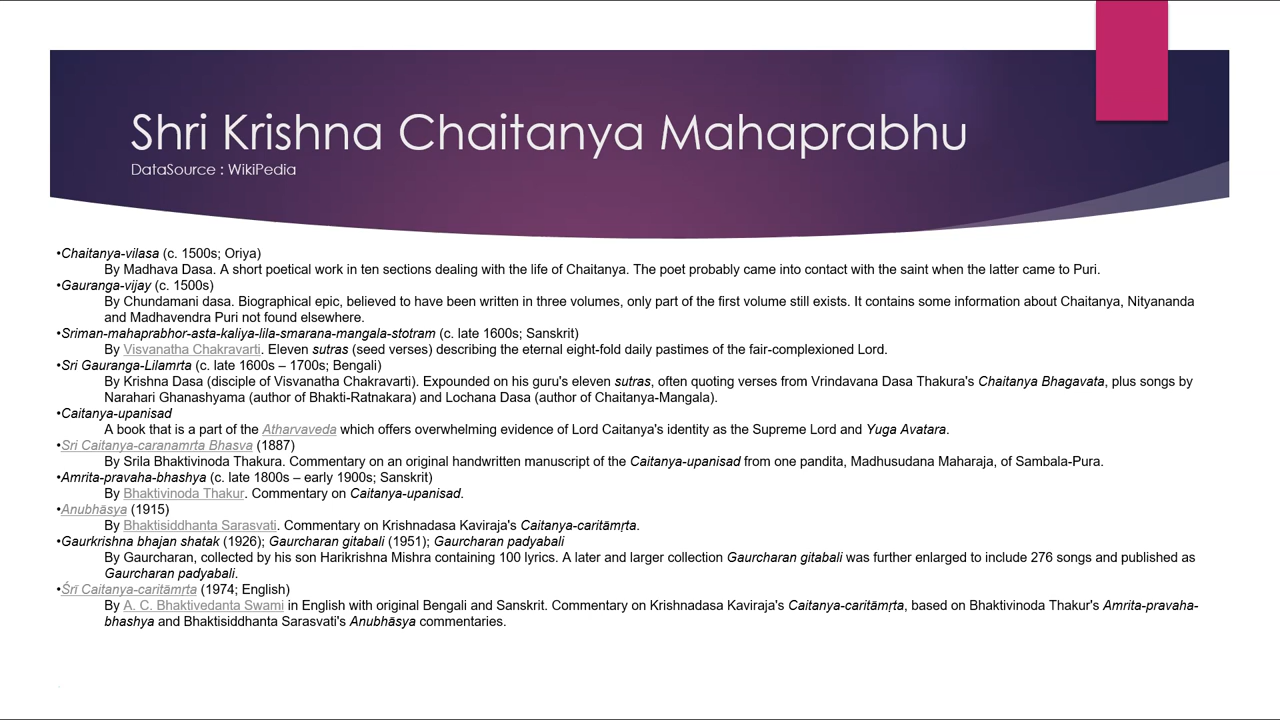 Shri Krishna Chaitanya Mahaprabhu
DataSource : WikiPedia
•Chaitanya-vilasa (c. 1500s; Oriya)
By Madhava Dasa. A short poetical work in ten sections dealing with the life of Chaitanya. The poet probably came into contact with the saint when the latter came to Puri.
•Gauranga-vijay (c. 1500s)
By Chundamani dasa. Biographical epic, believed to have been written in three volumes, only part of the first volume still exists. It contains some information about Chaitanya, Nityananda
and Madhavendra Puri not found elsewhere.
•Sriman-mahaprabhor-asta-kaliya-lila-smarana-mangala-stotram (c. late 1600s; Sanskrit)
By Visvanatha Chakravarti. Eleven sutras (seed verses) describing the eternal eight-fold daily pastimes of the fair-complexioned Lord.
•Sri Gauranga-Lilamrta (c. late 1600s – 1700s; Bengali)
By Krishna Dasa (disciple of Visvanatha Chakravarti). Expounded on his guru's eleven sutras, often quoting verses from Vrindavana Dasa Thakura's Chaitanya Bhagavata, plus songs by
Narahari Ghanashyama (author of Bhakti-Ratnakara) and Lochana Dasa (author of Chaitanya-Mangala).
•Caitanya-upanisad
A book that is a part of the Atharvaveda which offers overwhelming evidence of Lord Caitanya's identity as the Supreme Lord and Yuga Avatara.
•Sri Caitanya-caranamrta Bhasya (1887)
By Srila Bhaktivinoda Thakura. Commentary on an original handwritten manuscript of the Caitanya-upanisad from one pandita, Madhusudana Maharaja, of Sambala-Pura.
•Amrita-pravaha-bhashya (c. late 1800s – early 1900s; Sanskrit)
By Bhaktivinoda Thakur. Commentary on Caitanya-upanisad.
•Anubhāsya (1915)
By Bhaktisiddhanta Sarasvati. Commentary on Krishnadasa Kaviraja's Caitanya-caritāmṛta.
•Gaurkrishna bhajan shatak (1926); Gaurcharan gitabali (1951); Gaurcharan padyabali
By Gaurcharan, collected by his son Harikrishna Mishra containing 100 lyrics. A later and larger collection Gaurcharan gitabali was further enlarged to include 276 songs and published as
Gaurcharan padyabali.
•Śrī Caitanya-caritāmṛta (1974; English)
By A. C. Bhaktivedanta Swami in English with original Bengali and Sanskrit. Commentary on Krishnadasa Kaviraja's Caitanya-caritāmṛta, based on Bhaktivinoda Thakur's Amrita-pravaha-
bhashya and Bhaktisiddhanta Sarasvati's Anubhāsya commentaries.